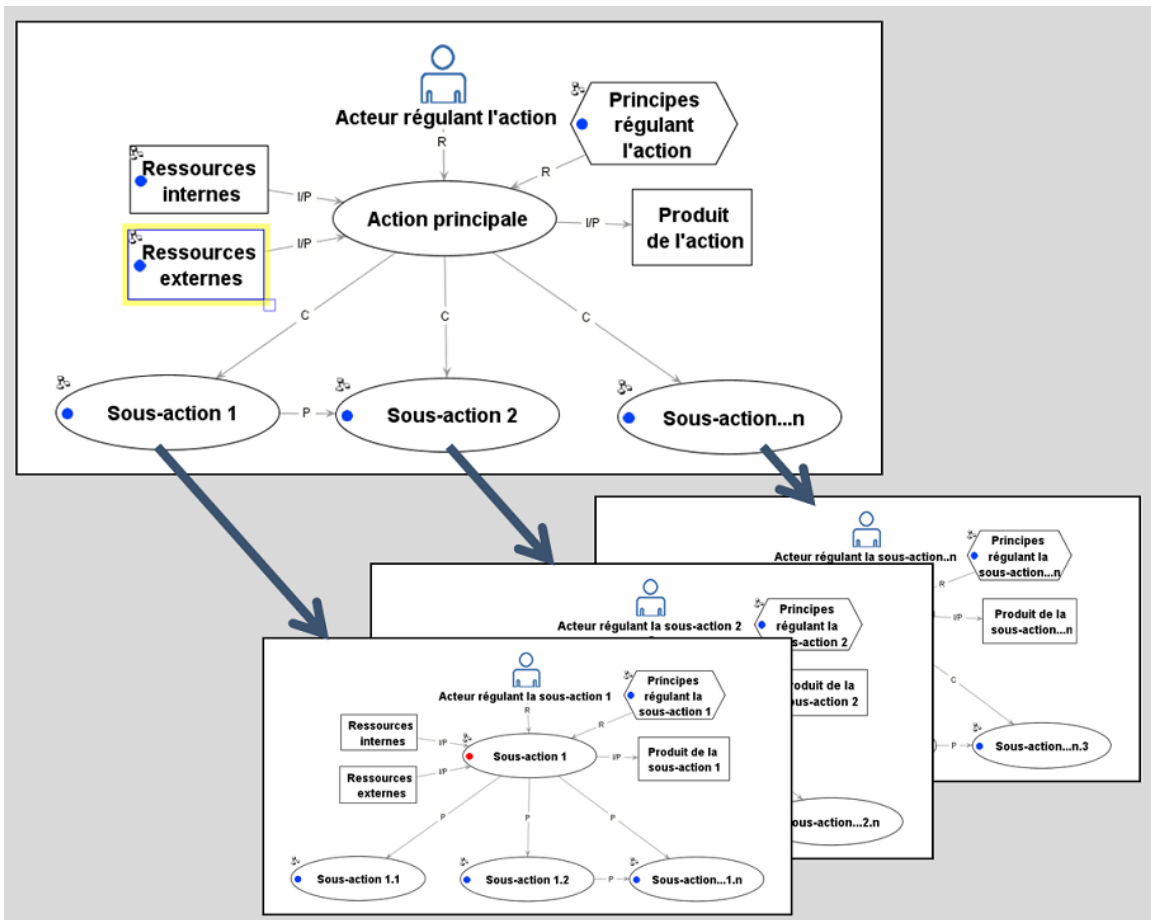 Acteur régulant l'action
Principes
régulant
l'action
R
R
Ressources
internes
I/P
Action principale
I/P
Produit
de l'action
Ressources
externes
I/P
C
C
C
Sous-action 1
P
Sous-action 2
Sous-action...n
Acteur régulant la sous-action..n
Principes
régulant la
sous-action...n
R
I/P
Produit de la
sous-action...n
C
P
Sous-action...n.3
Acteur régulant la sous-action 2
Principes
régulant la
sous-action 2
roduit de la
ous-action 2
ous-action...2.n
Acteur régulant la sous-action 1
Principes
régulant la
sous-action 1
R
R
Ressources
internes
I/P
Sous-action 1
I/P
Produit de la
sous-action 1
Ressources
externes
I/P
P
P
P
Sous-action 1.1
Sous-action 1.2
P
Sous-action...1.n